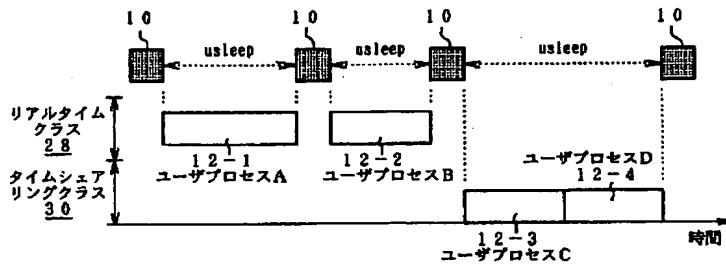 10 10 10 10
usleep usleep usleep
リアルタイム
クラス
28
12-1 12-2
ユーザプロセスA ユーザプロセスB
ユーザプロセスD
12-4
タイムシェア
リングクラス
30
12-3
ユーザプロセスC
時間